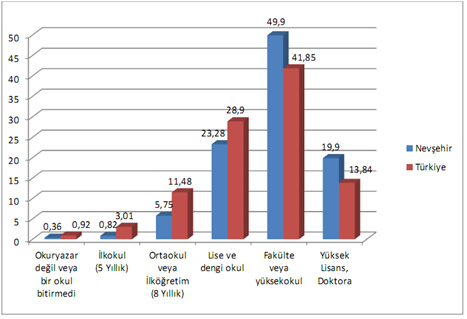 49,9
50
45
41,85
40
35
28,9
30
23,28
25
Nevşehir
19,9
20
Türkiye
13,84
15
11,48
10
5,75
3,01
5
0,36
0,92
0,82
0
Okuryazar
değil veya
bir okul
bitirmedi
İlkokul
(5 Yıllık)
Ortaokul
veya
İlköğretim
(8 Yıllık)
Lise ve
dengi okul
Fakülte
veya
yüksekokul
Yüksek
Lisans,
Doktora